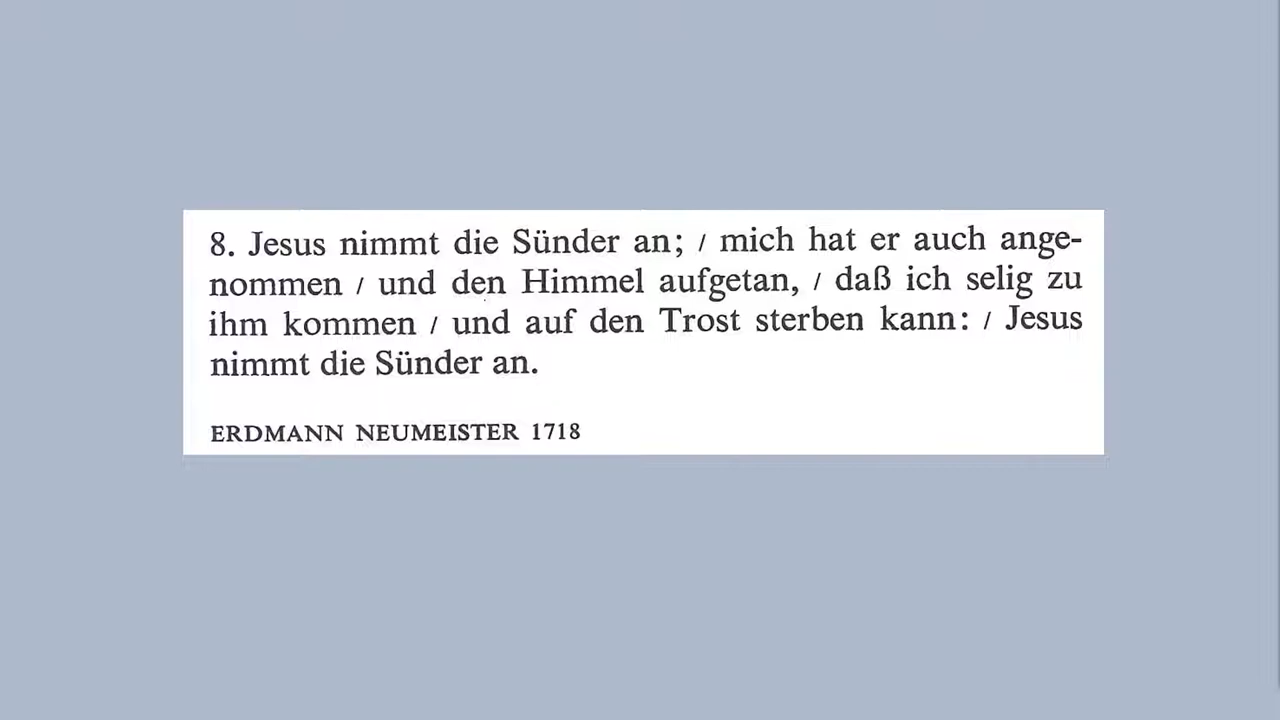 8. Jesus nimmt die Sünder an; / mich hat er auch ange-
nommen / und den Himmel aufgetan, / daß ich selig zu
ihm kommen / und auf den Trost sterben kann: / Jesus
nimmt die Sünder an.
ERDMANN NEUMEISTER 1718